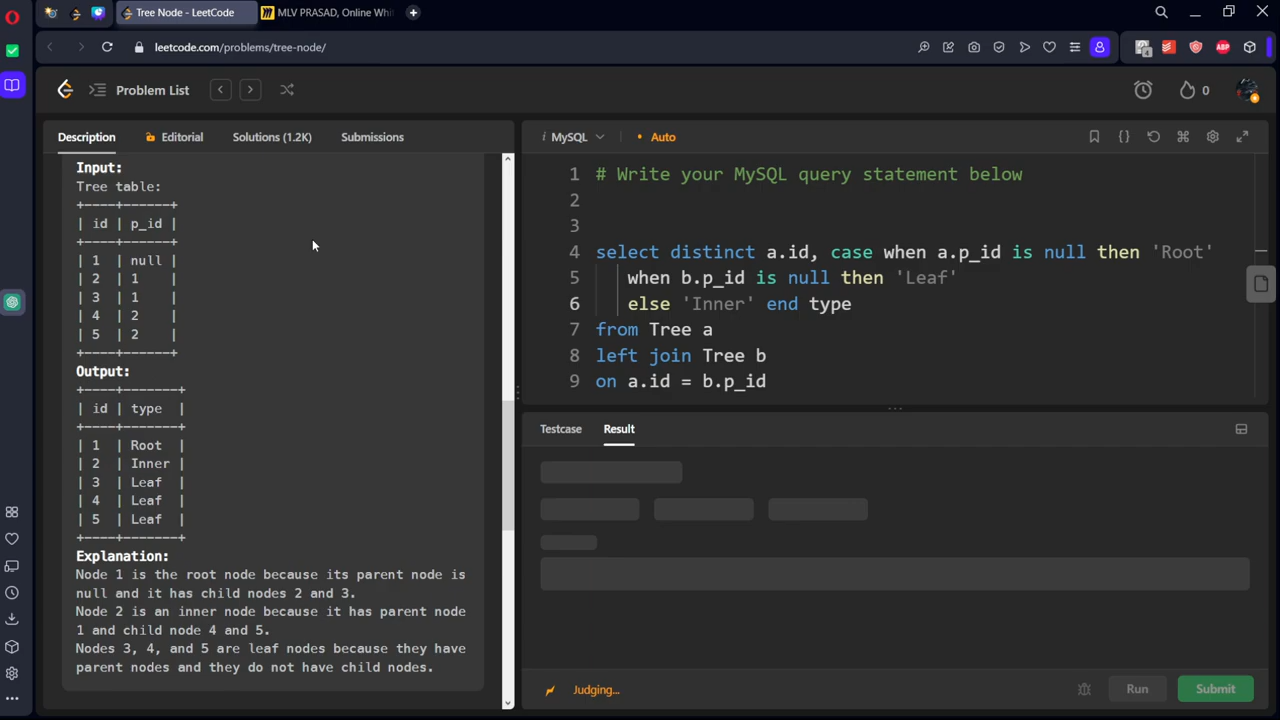 Tree Node - LeetCode
MLV PRASAD, Online Whi
leetcode.com/problems/tree-node/
ABP
Problem List
0
Description
Editorial
Solutions (1.2K)
Submissions
Input:
Tree table:
+----+------+
| id | p_id |
+----+------+
| 1  | null |
| 2  | 1    |
| 3  | 1    |
| 4  | 2    |
| 5  | 2    |
+----+------+
Output:
+----+-------+
| id | type  |
+----+-------+
| 1  | Root  |
| 2  | Inner |
| 3  | Leaf  |
| 4  | Leaf  |
| 5  | Leaf  |
+----+-------+
Explanation:
Node 1 is the root node because its parent node is
null and it has child nodes 2 and 3.
Node 2 is an inner node because it has parent node
1 and child node 4 and 5.
Nodes 3, 4, and 5 are leaf nodes because they have
parent nodes and they do not have child nodes.
i MySQL
• Auto
1 # Write your MySQL query statement below
2
3
4 select distinct a.id, case when a.p_id is null then 'Root'
5 when b.p_id is null then 'Leaf'
6 else 'Inner' end type
7 from Tree a
8 left join Tree b
9 on a.id = b.p_id
Testcase
Result
Judging...
Run
Submit